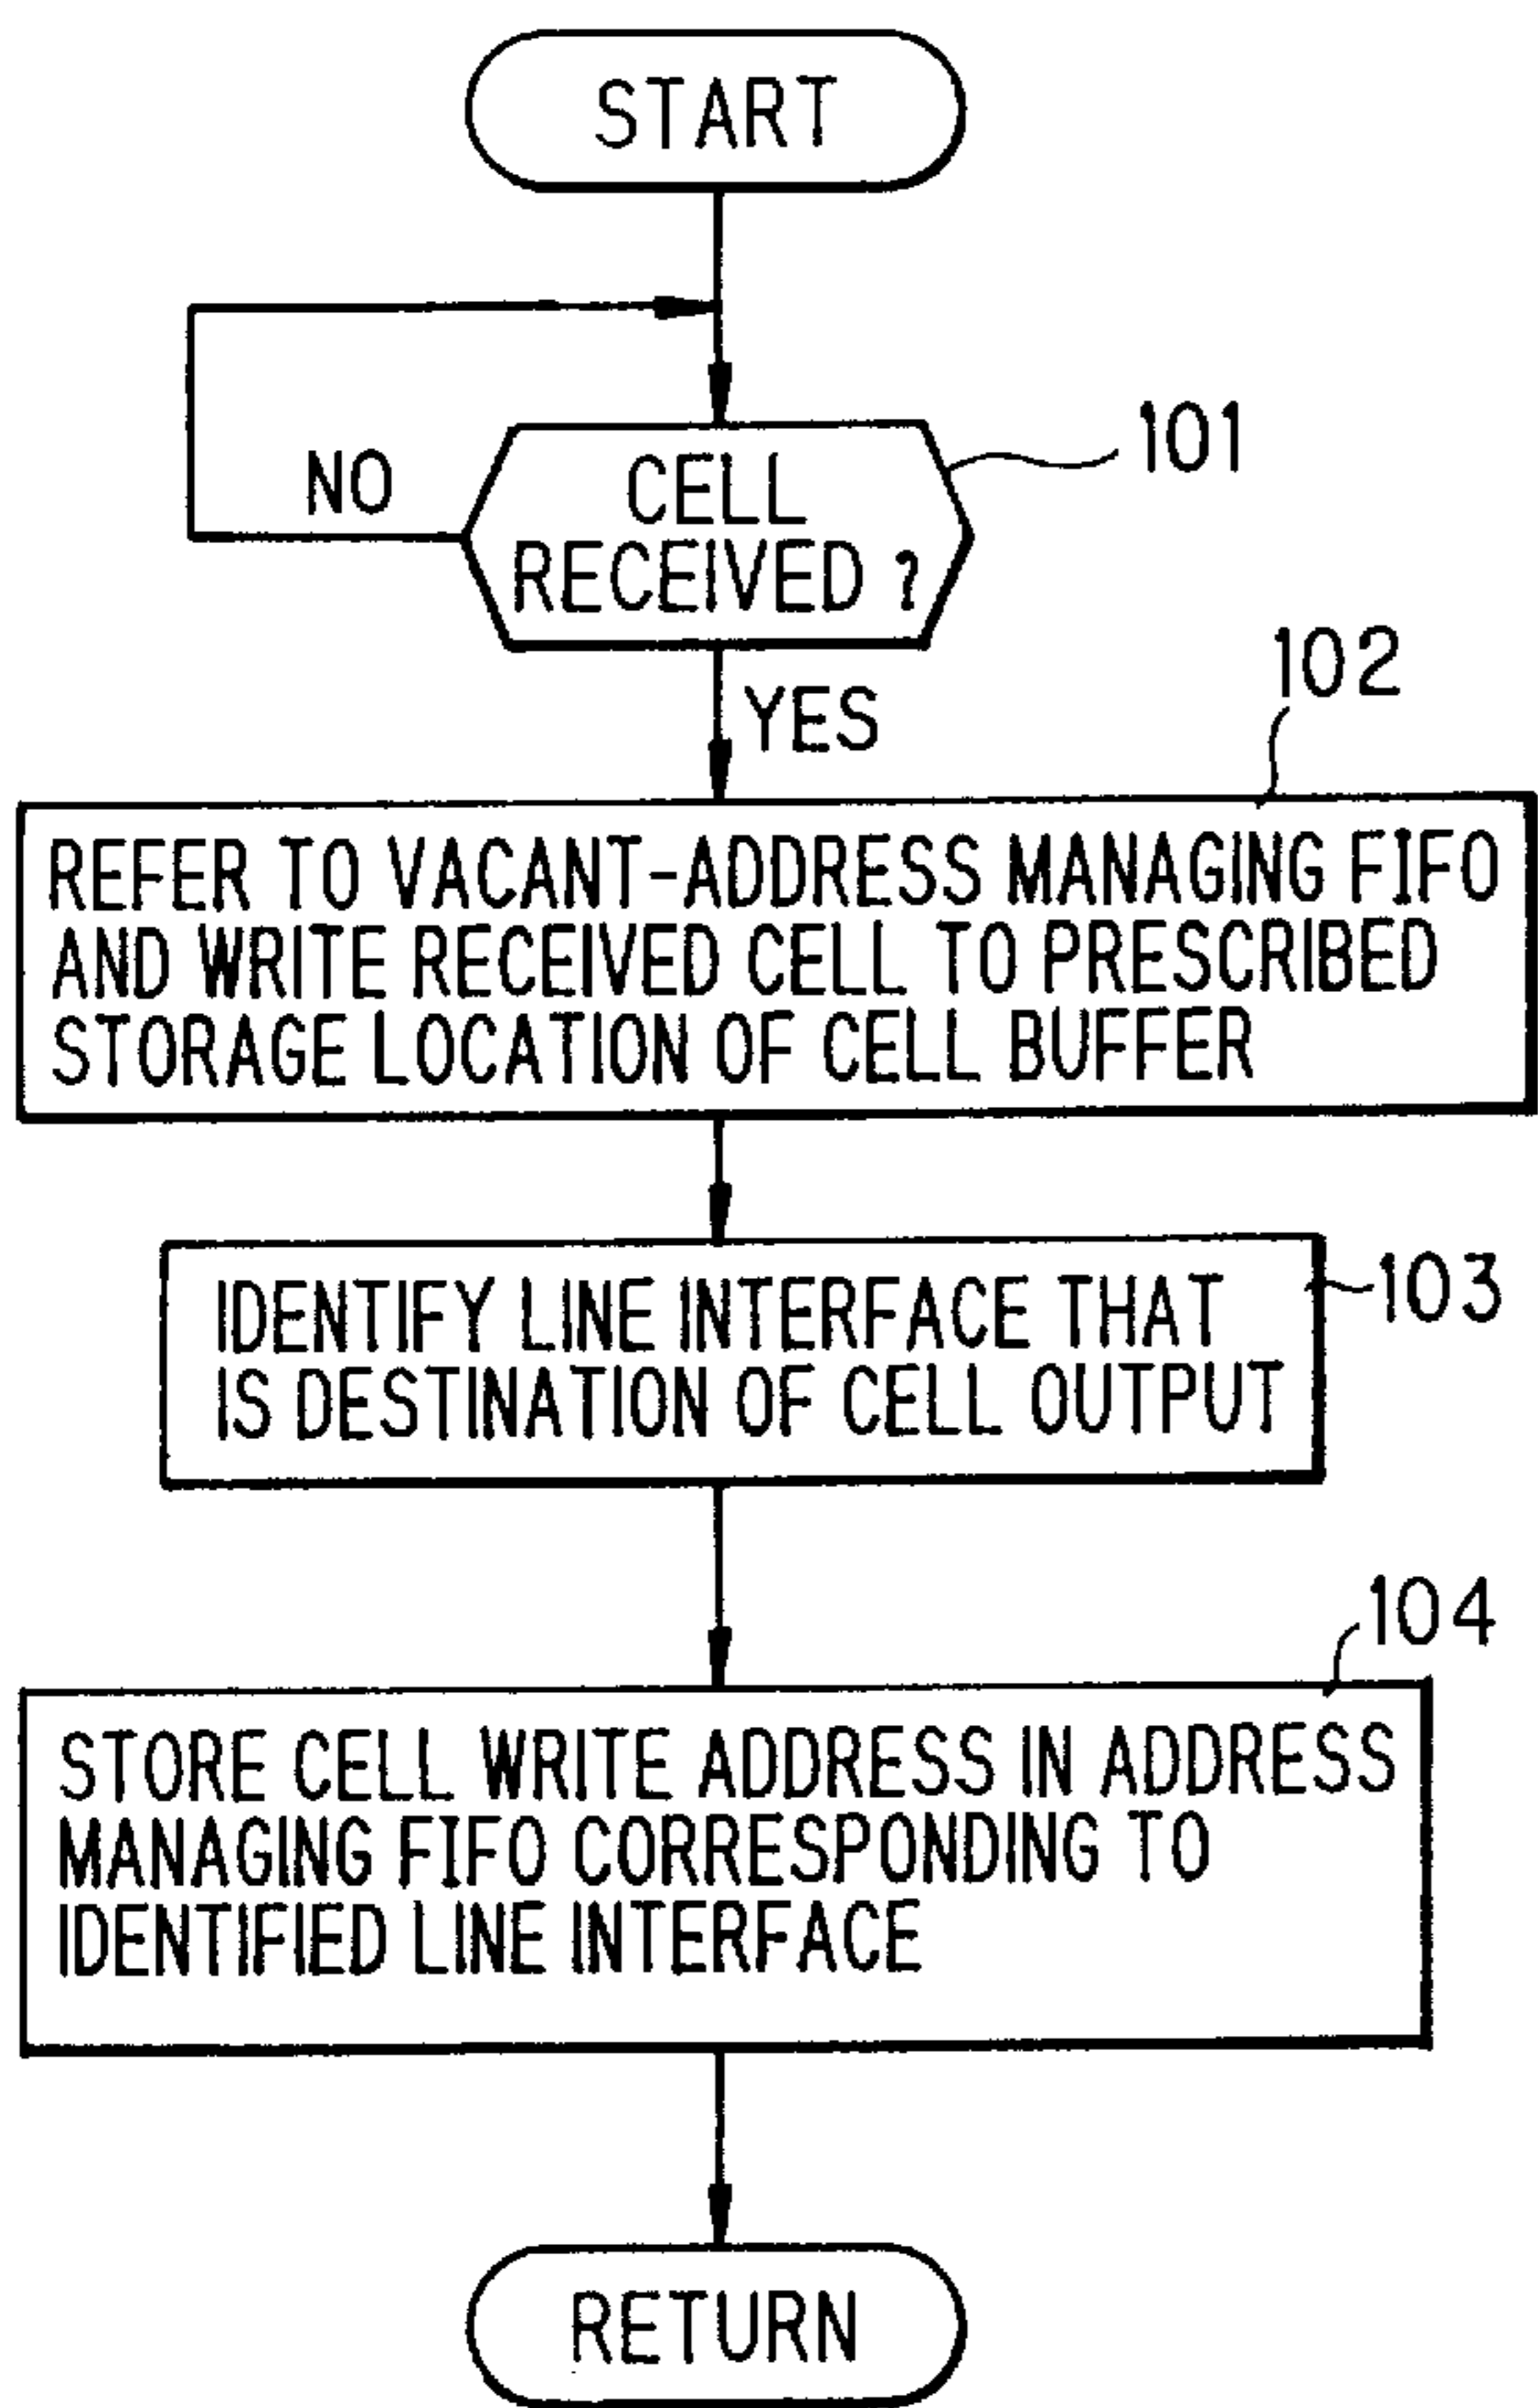 START
NO
CELL
RECEIVED ?
101
YES
102
REFER TO VACANT-ADDRESS MANAGING FIFO
AND WRITE RECEIVED CELL TO PRESCRIBED
STORAGE LOCATION OF CELL BUFFER
IDENTIFY LINE INTERFACE THAT
IS DESTINATION OF CELL OUTPUT
103
104
STORE CELL WRITE ADDRESS IN ADDRESS
MANAGING FIFO CORRESPONDING TO
IDENTIFIED LINE INTERFACE
RETURN